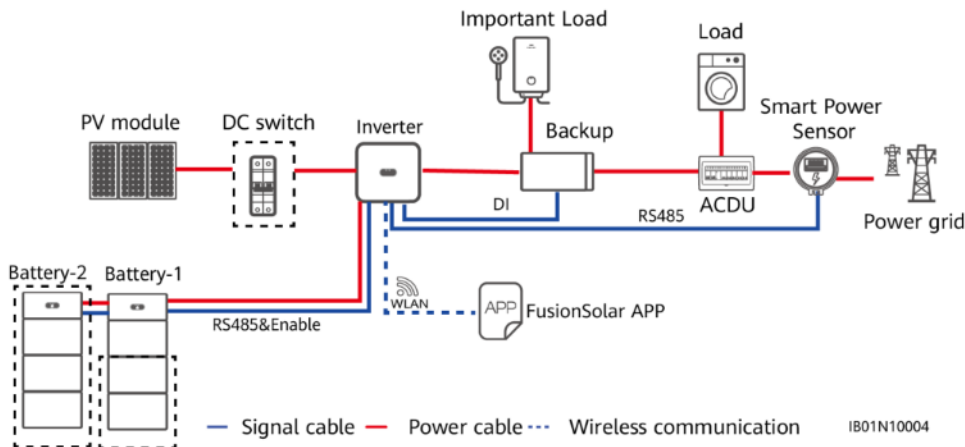 Important Load
Load
PV module
DC switch
Inverter
Backup
Smart Power
Sensor
DI
RS485
ACDU
Power grid
Battery-2
Battery-1
WLAN
APP
FusionSolar APP
RS485&Enable
Signal cable
Power cable
Wireless communication
IB01N10004